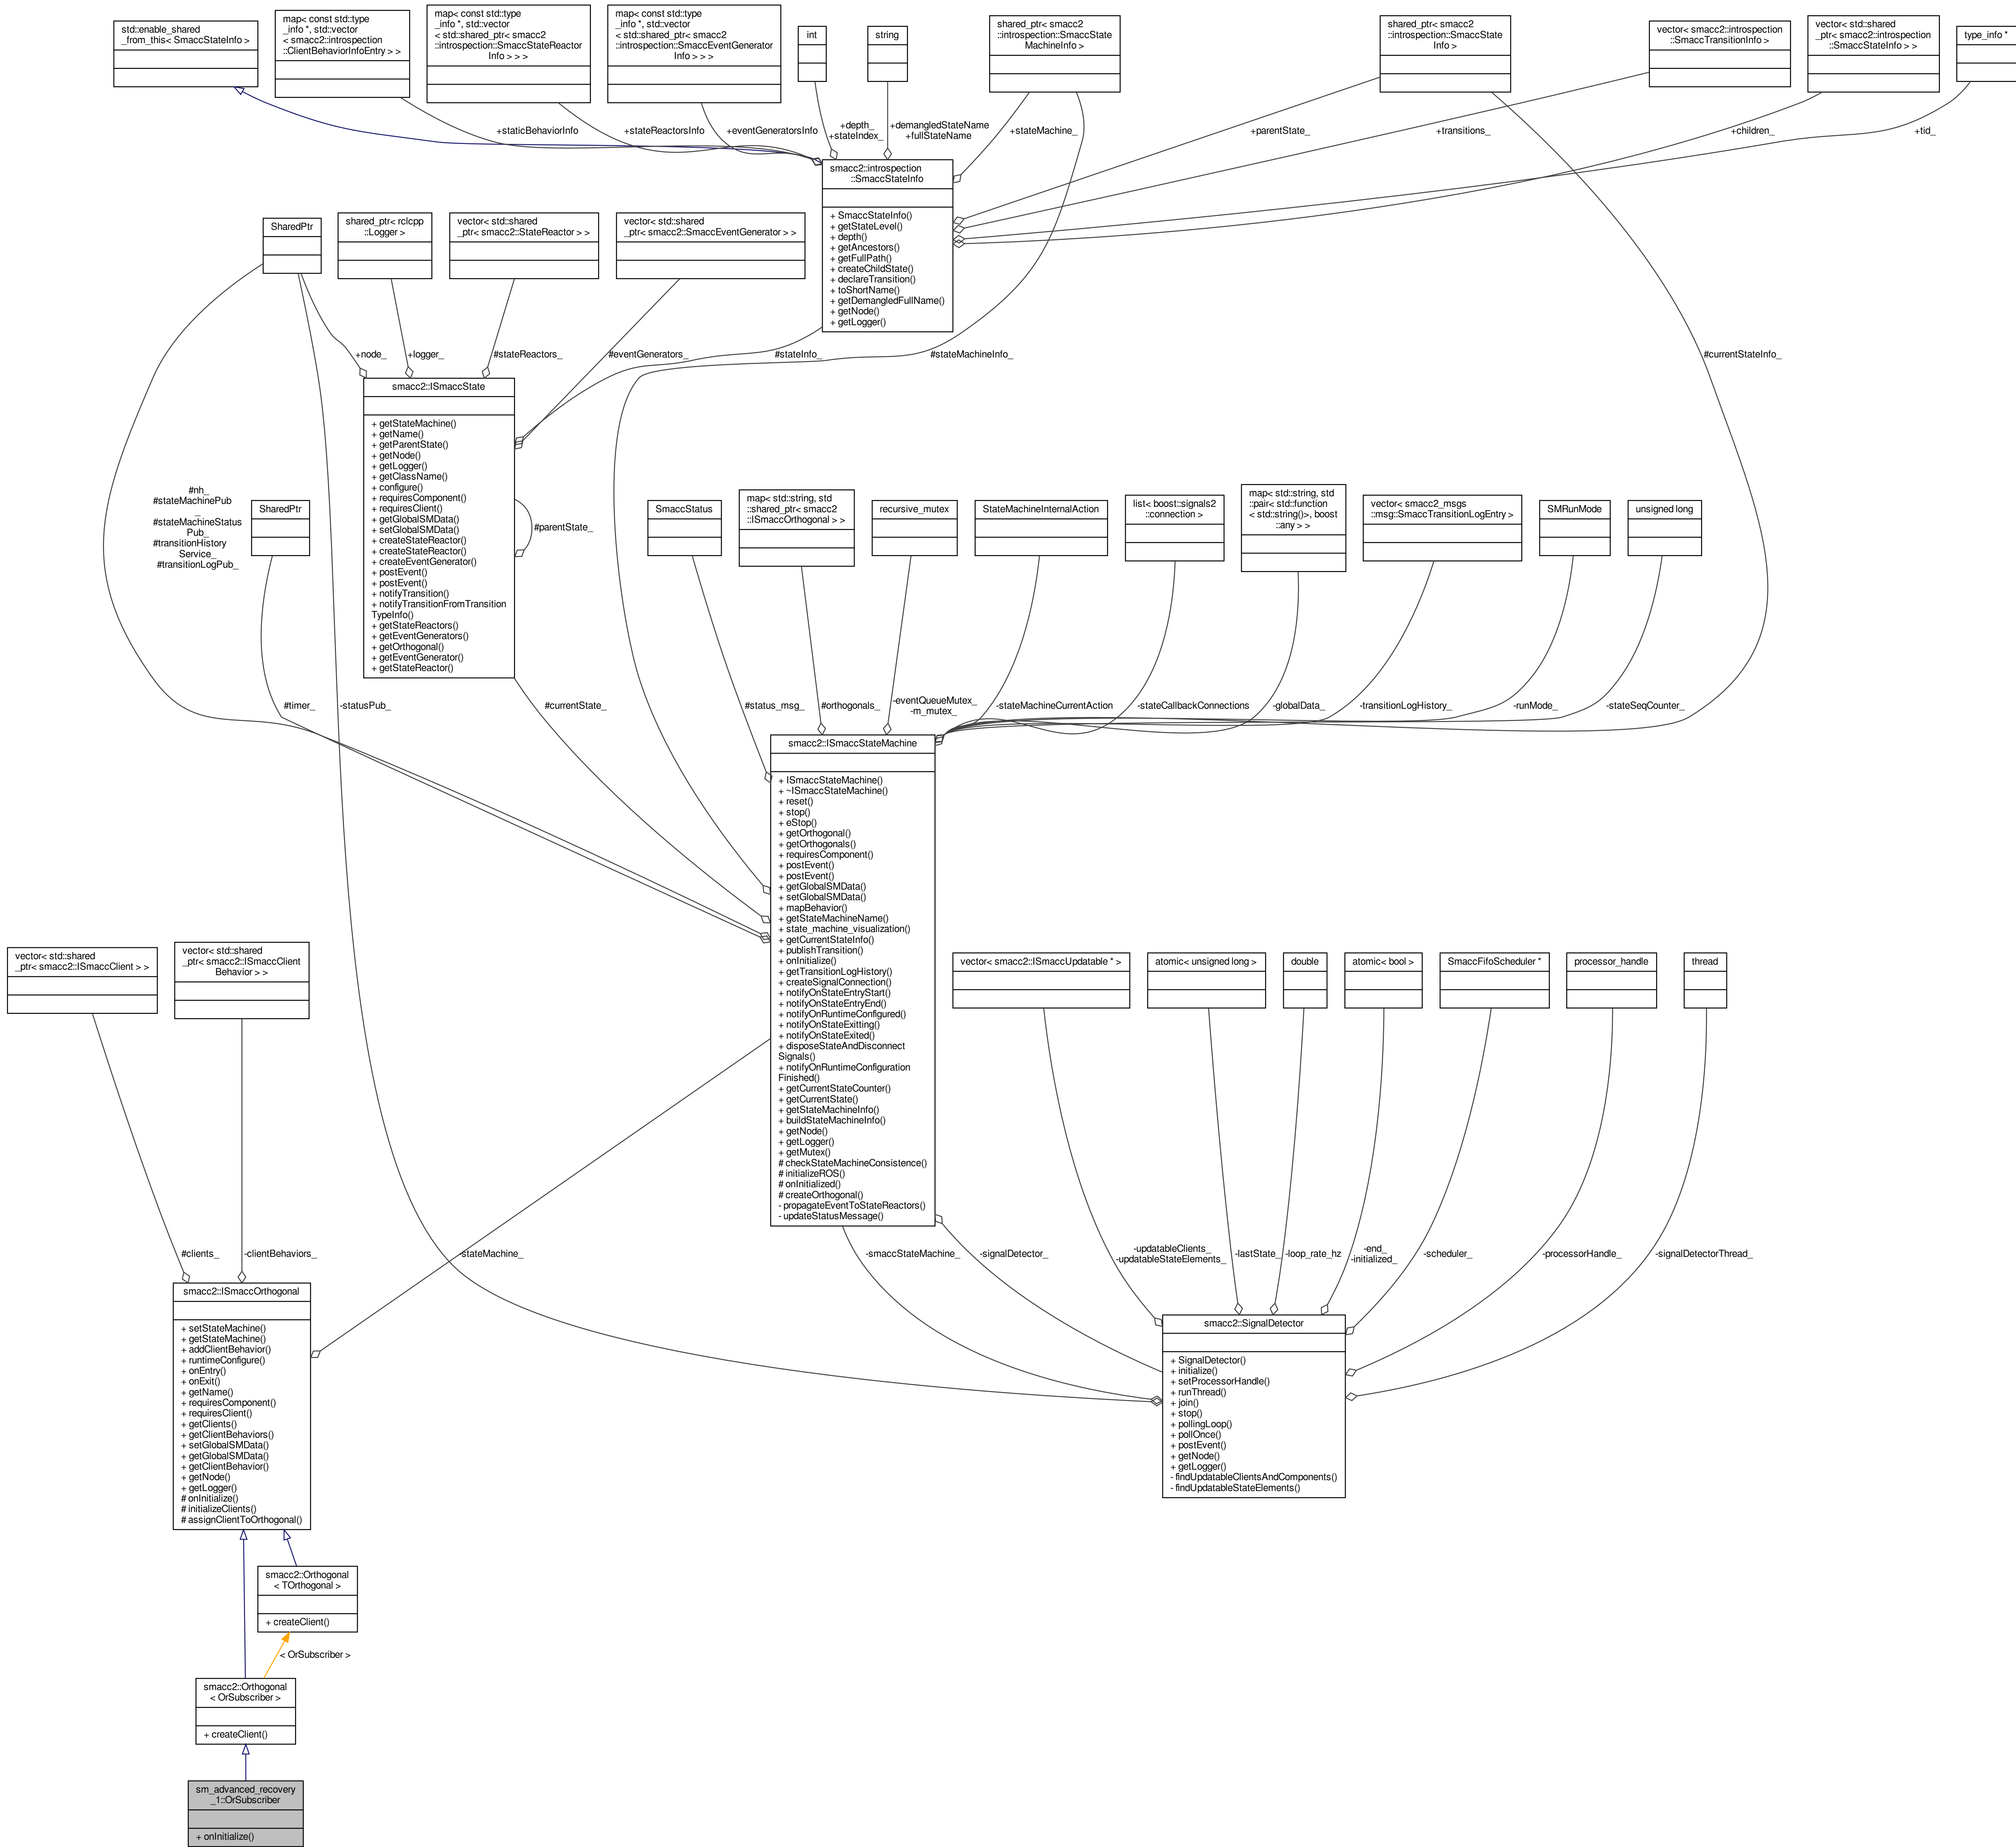 std::enable_shared
_from_this< SmaccStateInfo >
map< const std::type
_info *, std::vector
< smacc2::introspection
::ClientBehaviorInfoEntry > >
map< const std::type
_info *, std::vector
< std::shared_ptr< smacc2
::introspection::SmaccStateReactor
Info > > >
map< const std::type
_info *, std::vector
< std::shared_ptr< smacc2
::introspection::SmaccEventGenerator
Info > > >
int
string
shared_ptr< smacc2
::introspection::SmaccState
MachineInfo >
shared_ptr< smacc2
::introspection::SmaccState
Info >
vector< smacc2::introspection
::SmaccTransitionInfo >
vector< std::shared
_ptr< smacc2::introspection
::SmaccStateInfo > >
type_info *
+staticBehaviorInfo
+stateReactorsInfo
+eventGeneratorsInfo
+depth_
+stateIndex_
+demangledStateName
+fullStateName
+stateMachine_
+parentState_
+transitions_
+children_
+tid_
smacc2::introspection
::SmaccStateInfo
+ SmaccStateInfo()
+ getStateLevel()
+ depth()
+ getAncestors()
+ getFullPath()
+ createChildState()
+ declareTransition()
+ toShortName()
+ getDemangledFullName()
+ getNode()
+ getLogger()
SharedPtr
shared_ptr< rclcpp
::Logger >
vector< std::shared
_ptr< smacc2::StateReactor > >
vector< std::shared
_ptr< smacc2::SmaccEventGenerator > >
+node_
+logger_
#stateReactors_
#eventGenerators_
#stateInfo_
#stateMachineInfo_
#currentStateInfo_
smacc2::ISmaccState
+ getStateMachine()
+ getName()
+ getParentState()
+ getNode()
+ getLogger()
+ getClassName()
+ configure()
+ requiresComponent()
+ requiresClient()
+ getGlobalSMData()
+ setGlobalSMData()
+ createStateReactor()
+ createStateReactor()
+ createEventGenerator()
+ postEvent()
+ postEvent()
+ notifyTransition()
+ notifyTransitionFromTransition
TypeInfo()
+ getStateReactors()
+ getEventGenerators()
+ getOrthogonal()
+ getEventGenerator()
+ getStateReactor()
#parentState_
#nh_
#stateMachinePub
_
#stateMachineStatus
Pub_
#transitionHistory
Service_
#transitionLogPub_
SharedPtr
SmaccStatus
map< std::string, std
::shared_ptr< smacc2
::ISmaccOrthogonal > >
recursive_mutex
StateMachineInternalAction
list< boost::signals2
::connection >
map< std::string, std
::pair< std::function
< std::string()>, boost
::any > >
vector< smacc2_msgs
::msg::SmaccTransitionLogEntry >
SMRunMode
unsigned long
#timer_
-statusPub_
#currentState_
#status_msg_
#orthogonals_
-eventQueueMutex_
-m_mutex_
-stateMachineCurrentAction
-stateCallbackConnections
-globalData_
-transitionLogHistory_
-runMode_
-stateSeqCounter_
smacc2::ISmaccStateMachine
+ ISmaccStateMachine()
+ ~ISmaccStateMachine()
+ reset()
+ stop()
+ eStop()
+ getOrthogonal()
+ getOrthogonals()
+ requiresComponent()
+ postEvent()
+ postEvent()
+ getGlobalSMData()
+ setGlobalSMData()
+ mapBehavior()
+ getStateMachineName()
+ state_machine_visualization()
+ getCurrentStateInfo()
+ publishTransition()
+ onInitialize()
+ getTransitionLogHistory()
+ createSignalConnection()
+ notifyOnStateEntryStart()
+ notifyOnStateEntryEnd()
+ notifyOnRuntimeConfigured()
+ notifyOnStateExitting()
+ notifyOnStateExited()
+ disposeStateAndDisconnect
Signals()
+ notifyOnRuntimeConfiguration
Finished()
+ getCurrentStateCounter()
+ getCurrentState()
+ getStateMachineInfo()
+ buildStateMachineInfo()
+ getNode()
+ getLogger()
+ getMutex()
# checkStateMachineConsistence()
# initializeROS()
# onInitialized()
# createOrthogonal()
- propagateEventToStateReactors()
- updateStatusMessage()
vector< std::shared
_ptr< smacc2::ISmaccClient > >
vector< std::shared
_ptr< smacc2::ISmaccClient
Behavior > >
vector< smacc2::ISmaccUpdatable * >
atomic< unsigned long >
double
atomic< bool >
SmaccFifoScheduler *
processor_handle
thread
#clients_
-clientBehaviors_
-stateMachine_
-smaccStateMachine_
-signalDetector_
-updatableClients_
-updatableStateElements_
-lastState_
-loop_rate_hz
-end_
-initialized_
-scheduler_
-processorHandle_
-signalDetectorThread_
smacc2::ISmaccOrthogonal
+ setStateMachine()
+ getStateMachine()
+ addClientBehavior()
+ runtimeConfigure()
+ onEntry()
+ onExit()
+ getName()
+ requiresComponent()
+ requiresClient()
+ getClients()
+ getClientBehaviors()
+ setGlobalSMData()
+ getGlobalSMData()
+ getClientBehavior()
+ getNode()
+ getLogger()
# onInitialize()
# initializeClients()
# assignClientToOrthogonal()
smacc2::SignalDetector
+ SignalDetector()
+ initialize()
+ setProcessorHandle()
+ runThread()
+ join()
+ stop()
+ pollingLoop()
+ pollOnce()
+ postEvent()
+ getNode()
+ getLogger()
- findUpdatableClientsAndComponents()
- findUpdatableStateElements()
smacc2::Orthogonal
< TOrthogonal >
+ createClient()
< OrSubscriber >
smacc2::Orthogonal
< OrSubscriber >
+ createClient()
sm_advanced_recovery
_1::OrSubscriber
+ onInitialize()